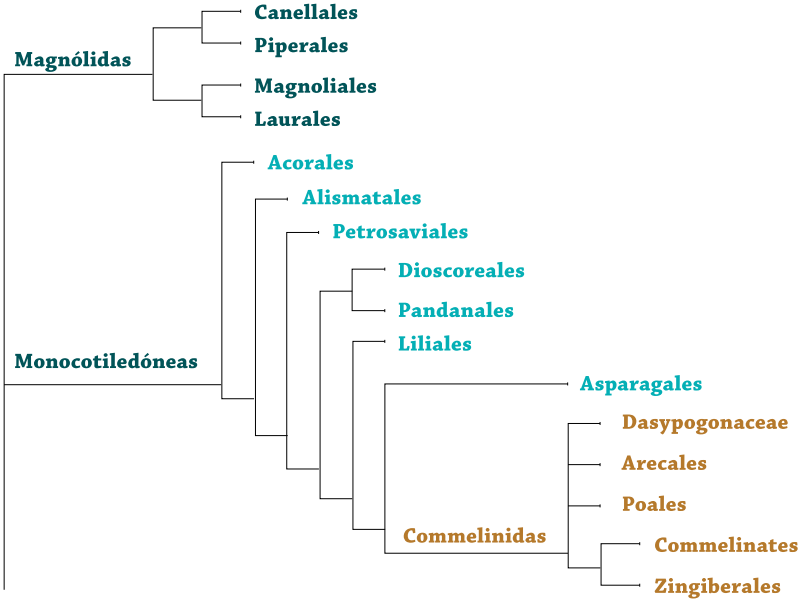 Canellales
Piperales
Magnólidas
Magnoliales
Laurales
Acorales
Alismatales
Petrosaviales
Dioscoreales
Pandanales
Liliales
Monocotiledóneas
Asparagales
Dasypogonaceae
Arecales
Poales
Commelinidas
Commelinates
Zingiberales